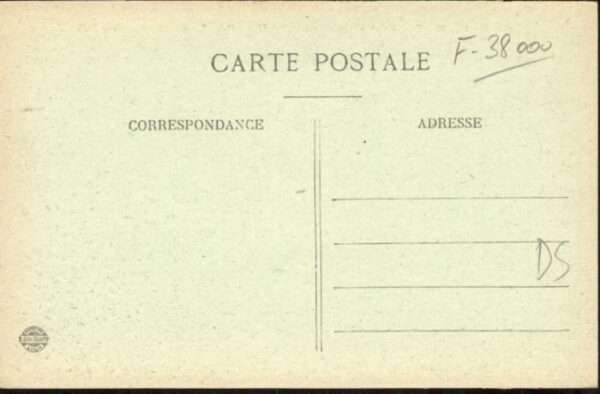 CARTE POSTALE
F-38000
CORRESPONDANCE
ADRESSE
DS